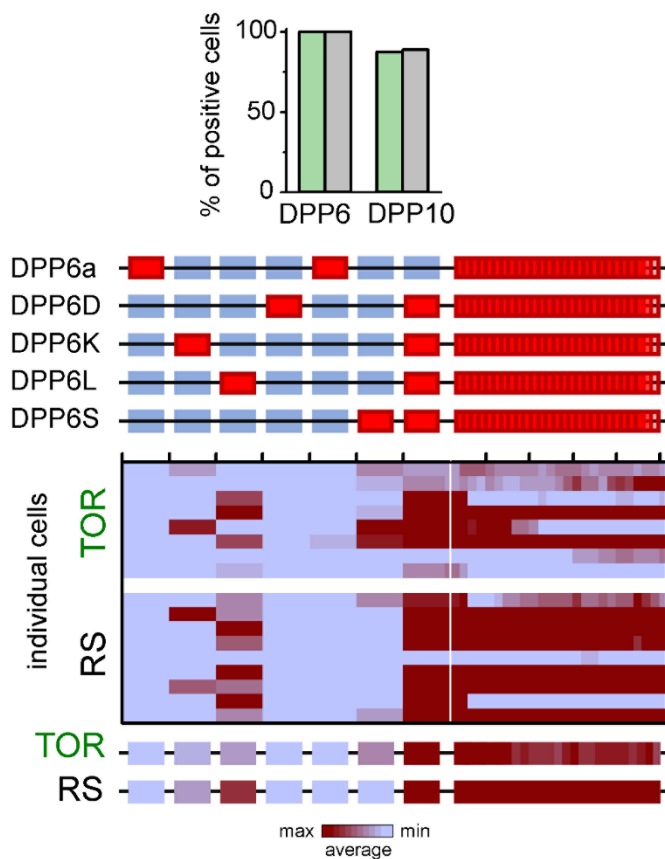 % of positive cells
100
50
0
DPP6 DPP10
DPP6a
DPP6D
DPP6K
DPP6L
DPP6S
individual cells
TOR
RS
TOR
RS
max min
average